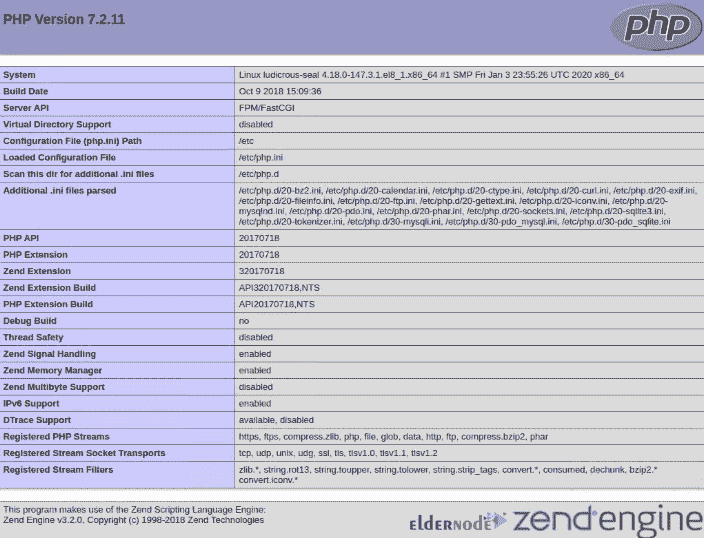 PHP Version 7.2.11
php
System Linux ludicrous-seal 4.18.0-147.3.1.el8_1.x86_64 #1 SMP Fri Jan 3 23:55:26 UTC 2020 x86_64
Build Date Oct 9 2018 15:09:36
Server API FPM/FastCGI
Virtual Directory Support disabled
Configuration File (php.ini) Path /etc
Loaded Configuration File /etc/php.ini
Scan this dir for additional .ini files /etc/php.d
Additional .ini files parsed /etc/php.d/20-bz2.ini, /etc/php.d/20-calendar.ini, /etc/php.d/20-ctype.ini, /etc/php.d/20-curl.ini, /etc/php.d/20-exif.ini,
/etc/php.d/20-fileinfo.ini, /etc/php.d/20-ftp.ini, /etc/php.d/20-gettext.ini, /etc/php.d/20-iconv.ini, /etc/php.d/20-
mysqlnd.ini, /etc/php.d/20-pdo.ini, /etc/php.d/20-phar.ini, /etc/php.d/20-sockets.ini, /etc/php.d/20-sqlite3.ini,
/etc/php.d/20-tokenizer.ini, /etc/php.d/30-mysqli.ini, /etc/php.d/30-pdo_mysql.ini, /etc/php.d/30-pdo_sqlite.ini
PHP API 20170718
PHP Extension 20170718
Zend Extension 320170718
Zend Extension Build API320170718,NTS
PHP Extension Build API20170718,NTS
Debug Build no
Thread Safety disabled
Zend Signal Handling enabled
Zend Memory Manager enabled
Zend Multibyte Support disabled
IPv6 Support enabled
DTrace Support available, disabled
Registered PHP Streams https, ftps, compress.zlib, php, file, glob, data, http, ftp, compress.bzip2, phar
Registered Stream Socket Transports tcp, udp, unix, udg, ssl, tls, tlsv1.0, tlsv1.1, tlsv1.2
Registered Stream Filters zlib.*, string.rot13, string.toupper, string.tolower, string.strip_tags, convert.*, consumed, dechunk, bzip2.*
convert.iconv.*
This program makes use of the Zend Scripting Language Engine:
Zend Engine v3.2.0, Copyright (c) 1998-2018 Zend Technologies
eldernode zend engine